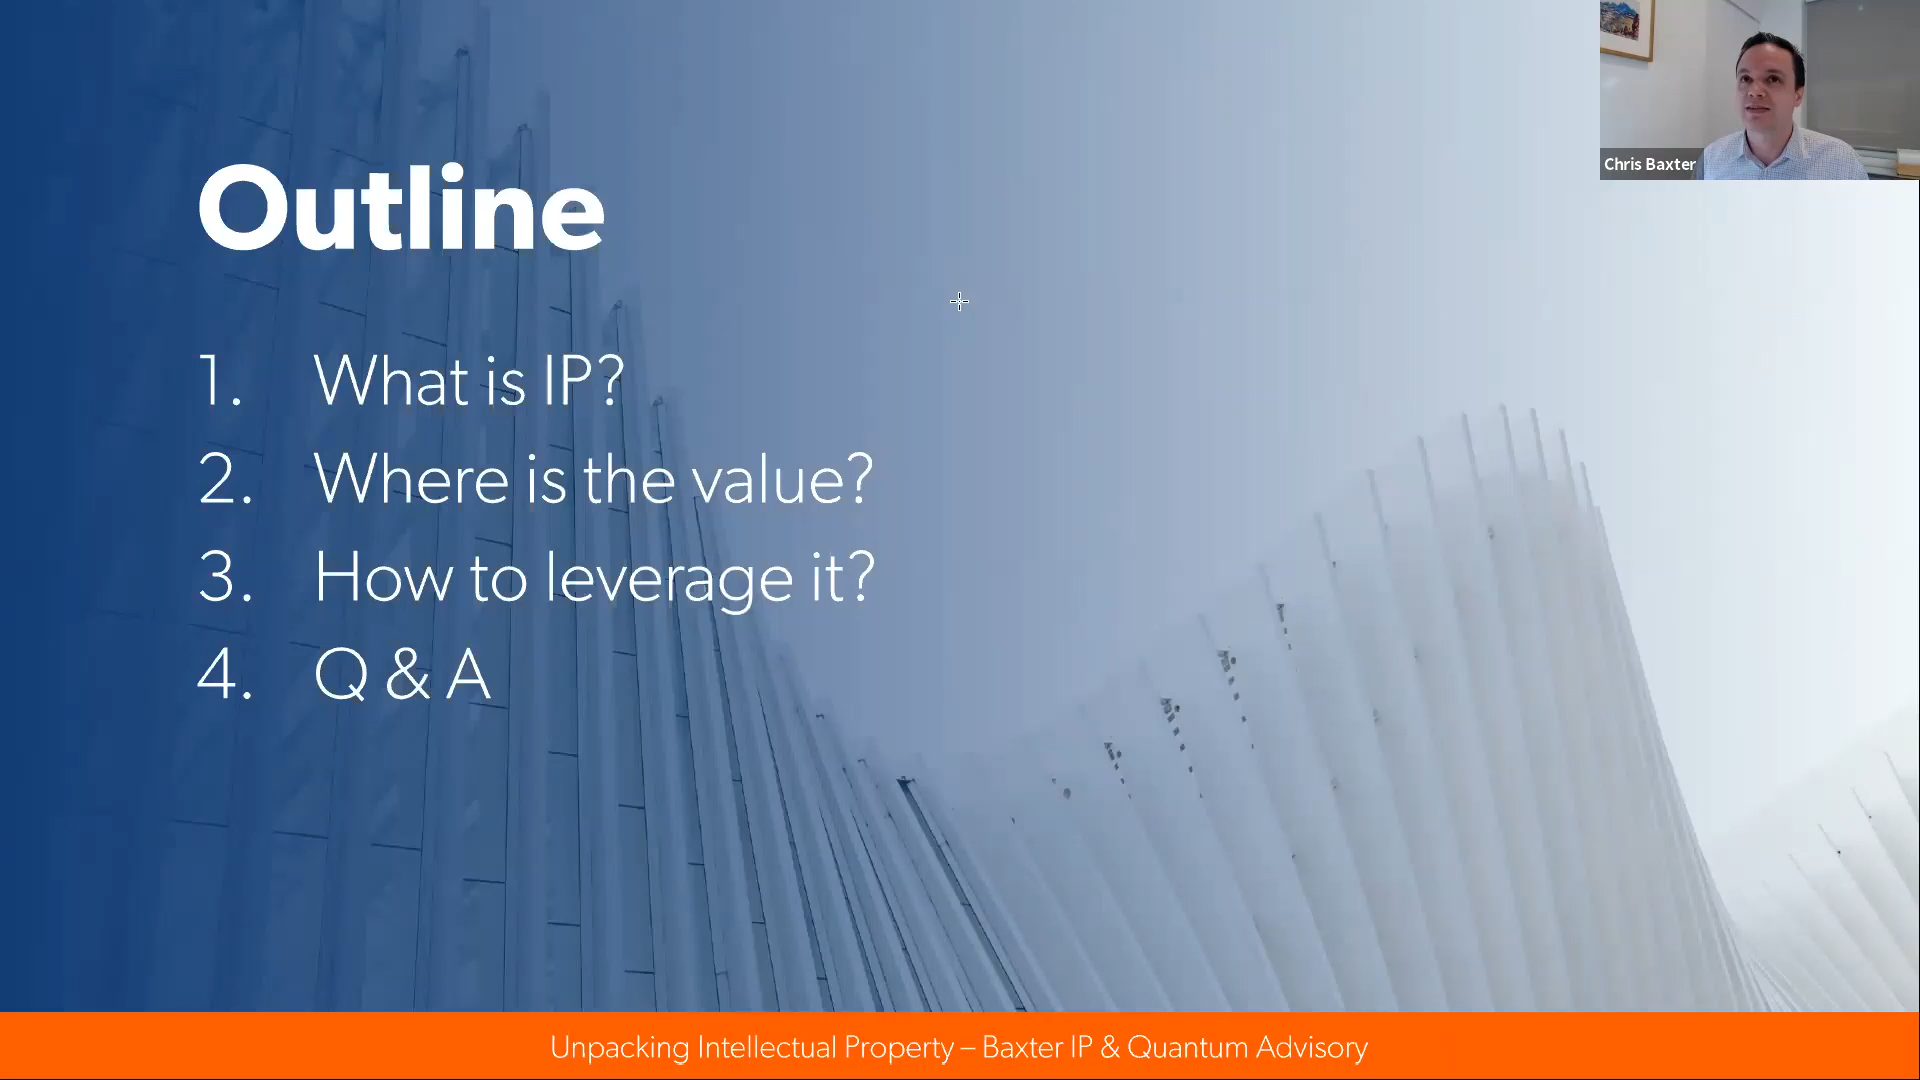 Chris Baxter
Outline
1. What is IP?
2. Where is the value?
3. How to leverage it?
4. Q & A
Unpacking Intellectual Property – Baxter IP & Quantum Advisory